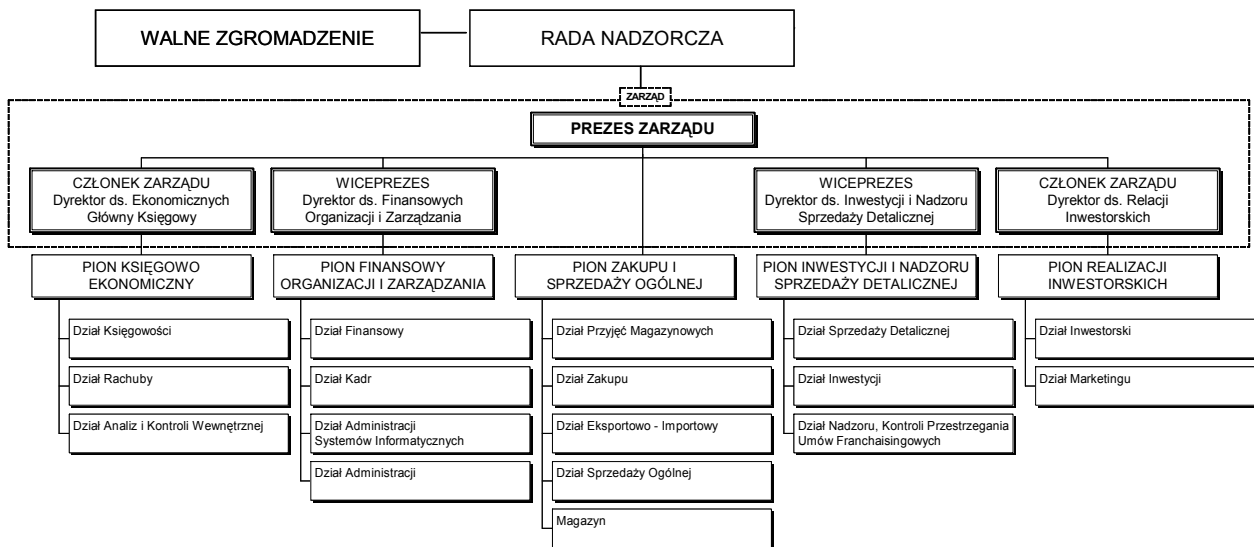 WALNE ZGROMADZENIE
RADA NADZORCZA
ZARZĄD
PREZES ZARZĄDU
CZŁONEK ZARZĄDU
Dyrektor ds. Ekonomicznych
Główny Księgowy
WICEPREZES
Dyrektor ds. Finansowych
Organizacji i Zarządzania
WICEPREZES
Dyrektor ds. Inwestycji i Nadzoru
Sprzedaży Detalicznej
CZŁONEK ZARZĄDU
Dyrektor ds. Relacji
Inwestorskich
PION KSIĘGOWO
EKONOMICZNY
PION FINANSOWY
ORGANIZACJI I ZARZĄDZANIA
PION ZAKUPU I
SPRZEDAŻY OGÓLNEJ
PION INWESTYCJI I NADZORU
SPRZEDAŻY DETALICZNEJ
PION REALIZACJI
INWESTORSKICH
Dział Księgowości
Dział Rachuby
Dział Analiz i Kontroli Wewnętrznej
Dział Finansowy
Dział Kadr
Dział Administracji
Systemów Informatycznych
Dział Administracji
Dział Przyjęć Magazynowych
Dział Zakupu
Dział Eksportowo - Importowy
Dział Sprzedaży Ogólnej
Magazyn
Dział Sprzedaży Detalicznej
Dział Inwestycji
Dział Nadzoru, Kontroli Przestrzegania
Umów Franchaisingowych
Dział Inwestorski
Dział Marketingu